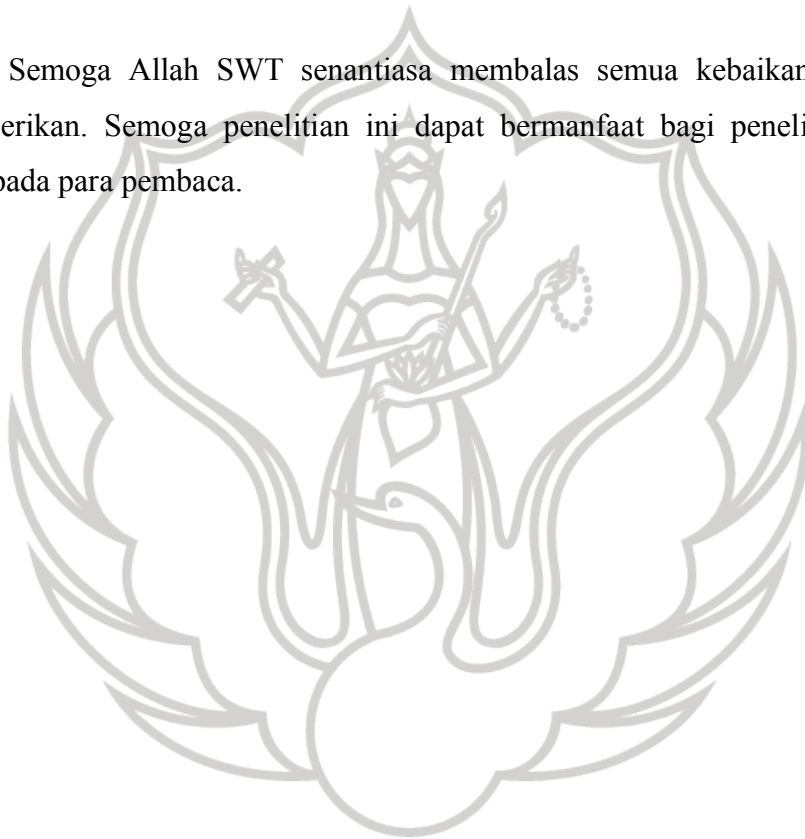 Semoga Allah SWT senantiasa membalas semua kebaikan
erikan. Semoga penelitian ini dapat bermanfaat bagi peneli
pada para pembaca.